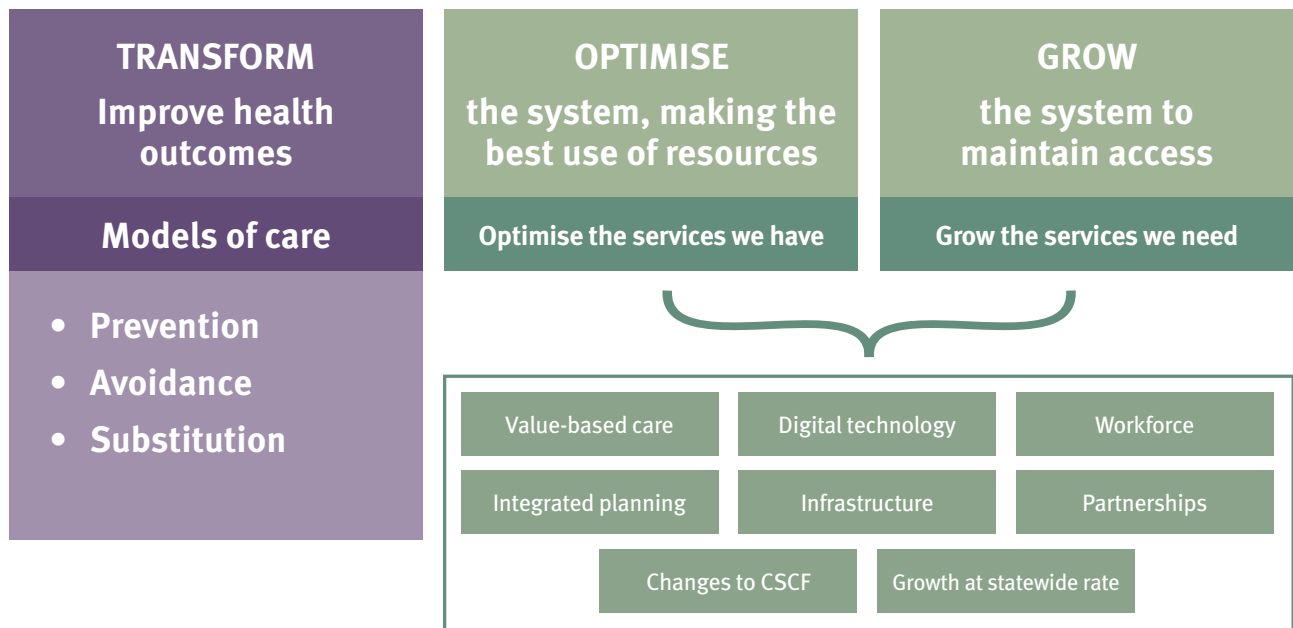 TRANSFORM
Improve health
outcomes
Models of care
• Prevention
• Avoidance
• Substitution
OPTIMISE
the system, making the
best use of resources
Optimise the services we have
GROW
the system to
maintain access
Grow the services we need
Value-based care
Digital technology
Workforce
Integrated planning
Infrastructure
Partnerships
Changes to CSCF
Growth at statewide rate